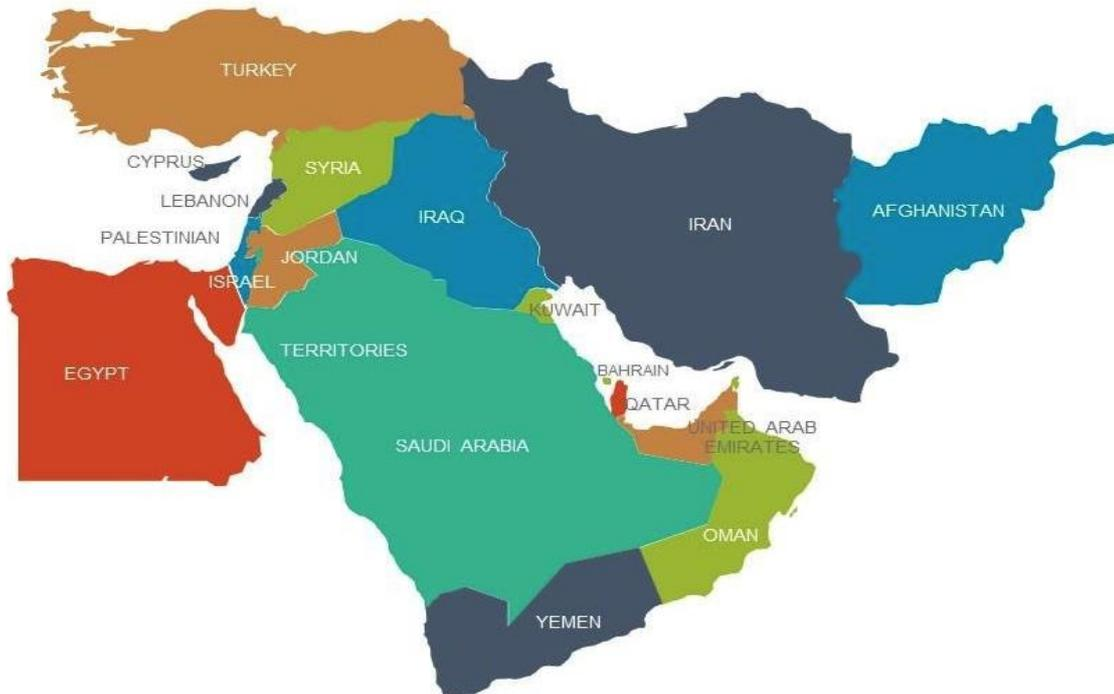 TURKEY
CYPRUS
SYRIA
LEBANON
IRAQ
AFGHANISTAN
IRAN
PALESTINIAN
JORDAN
ISRAEL
KUWAIT
TERRITORIES
EGYPT
BAHRAIN
QATAR
UNITED ARAB
EMIRATES
SAUDI ARABIA
OMAN
YEMEN